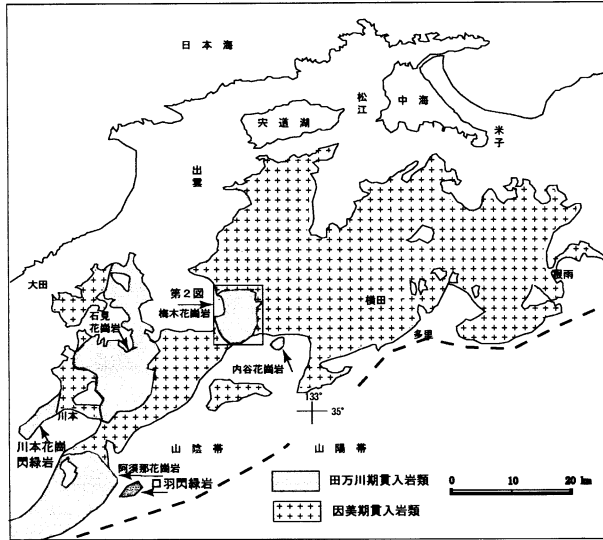 日本海
松江
中海
宍道湖
米子
出雲
大田
第2図
梅木花崗岩
石見
花崗岩
横田
多里
内谷花崗岩
133°
35°
川本
川本花崗
閃緑岩
山陰帯
山陽帯
阿須那花崗岩
口羽閃緑岩
田万川期貫入岩類
因美期貫入岩類
0 10 20 km